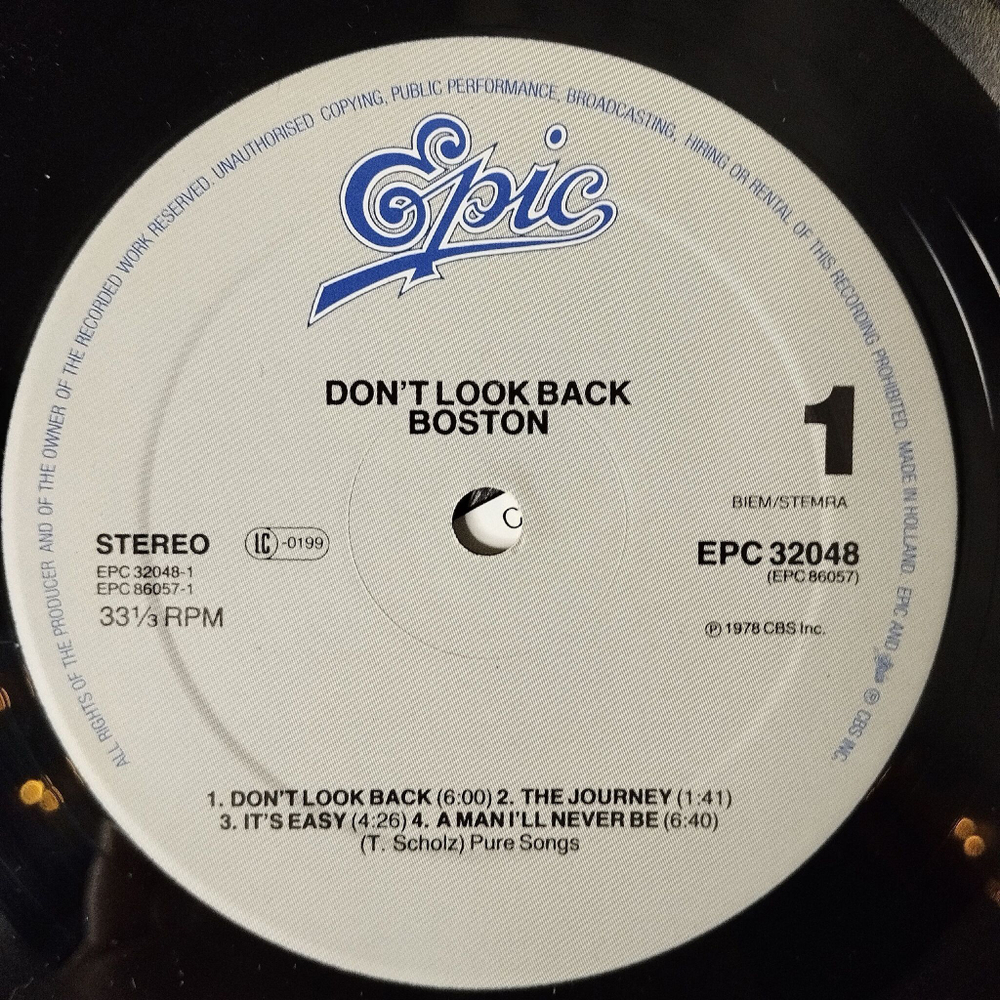 ALL RIGHTS OF THE PRODUCER AND OF THE OWNER OF THE RECORDED WORK RESERVED. UNAUTHORISED COPYING, PUBLIC PERFORMANCE, BROADCASTING, HIRING OR RENTAL OF THIS RECORDING PROHIBITED. MADE IN HOLLAND. EPIC AND Epic ® CBS INC.
Epic
DON'T LOOK BACK
BOSTON
1
BIEM/STEMRA
STEREO LC-0199
EPC 32048
EPC 32048-1
(EPC 86057)
EPC 86057-1
33⅓ RPM
℗ 1978 CBS Inc.
C
1. DON'T LOOK BACK (6:00) 2. THE JOURNEY (1:41)
3. IT'S EASY (4:26) 4. A MAN I'LL NEVER BE (6:40)
(T. Scholz) Pure Songs